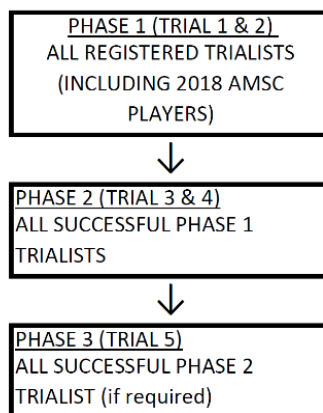 PHASE 1 (TRIAL 1 & 2)
ALL REGISTERED TRIALISTS
(INCLUDING 2018 AMSC
PLAYERS)
PHASE 2 (TRIAL 3 & 4)
ALL SUCCESSFUL PHASE 1
TRIALISTS
PHASE 3 (TRIAL 5)
ALL SUCCESSFUL PHASE 2
TRIALIST (if required)